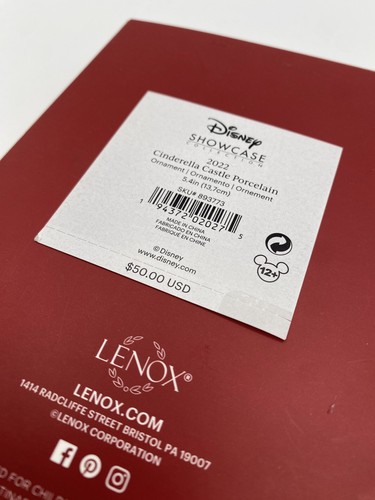 Disney
SHOWCASE
COLLECTION
2022
Cinderella Castle Porcelain
Ornament | Ornamento | Ornement
5.4in (13.7cm)
SKU# 893773
1 94372 02027 5
MADE IN CHINA
FABRICADO EN CHINA
FABRIQUÉ EN CHINE
©Disney
www.disney.com
12+
$50.00 USD
LENOX®
LENOX.COM
1414 RADCLIFFE STREET BRISTOL PA 19007
©LENOX CORPORATION
FOR CHILD